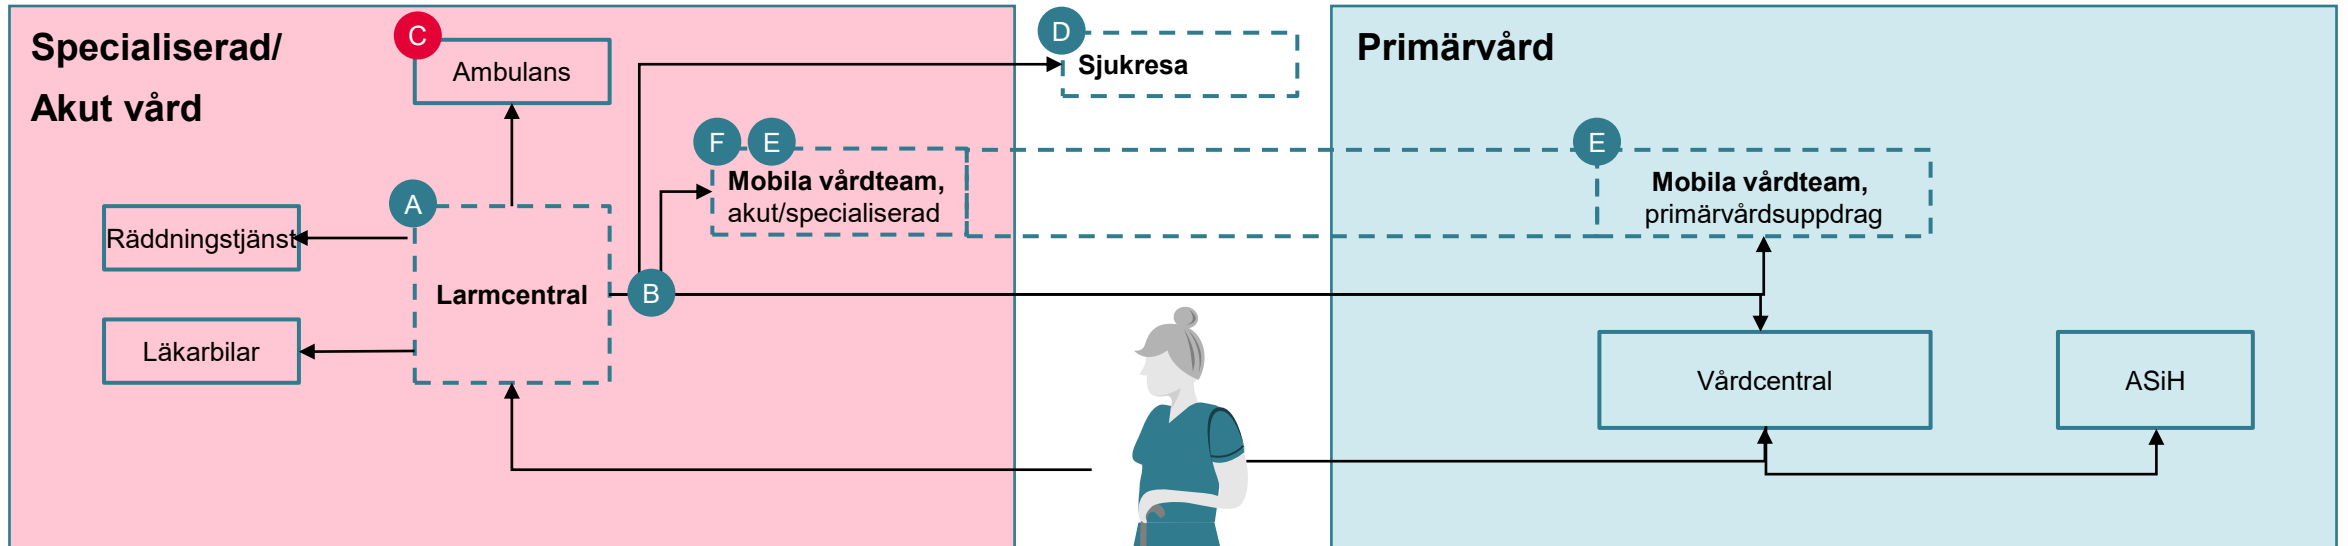 Specialiserad/
Akut vård
C
Ambulans
D
Sjukresa
Primärvård
F
E
Mobila vårdteam,
akut/specialiserad
E
Mobila vårdteam,
primärvårdsuppdrag
A
Räddningstjänst
Larmcentral
B
Läkarbilar
Vårdcentral
ASiH